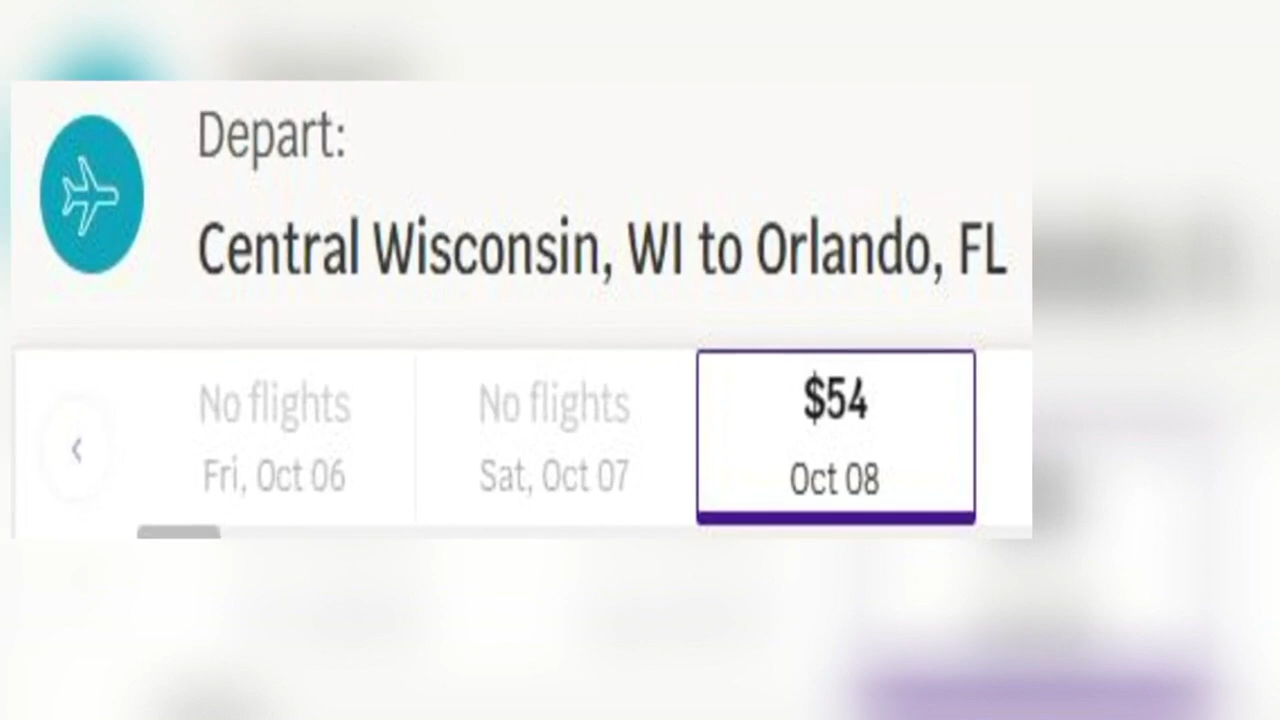 Depart:
Central Wisconsin, WI to Orlando, FL
No flights
Fri, Oct 06
No flights
Sat, Oct 07
$54
Oct 08